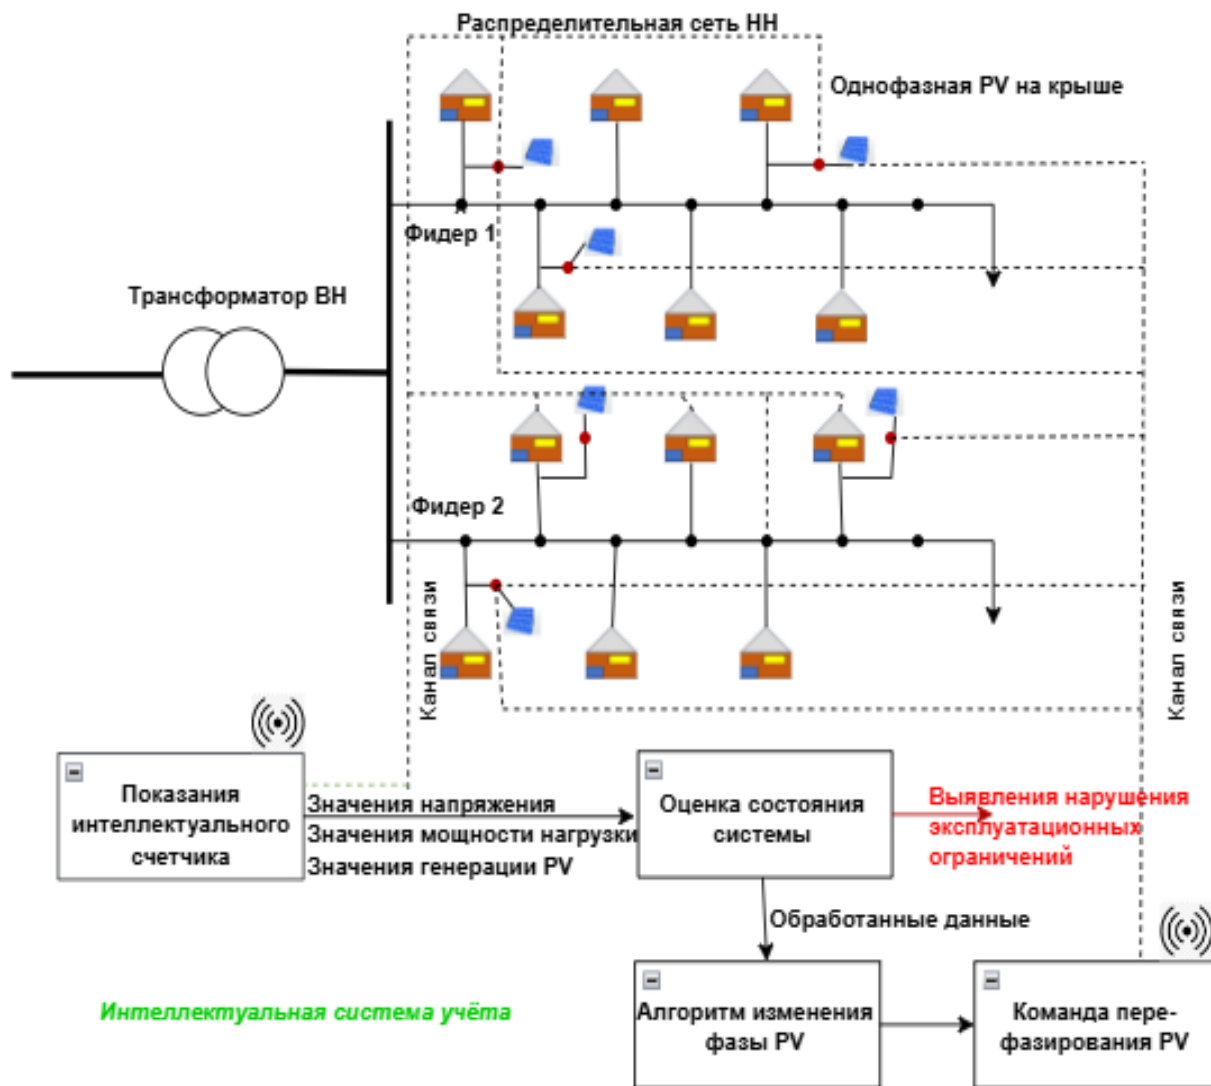 Распределительная сеть НН
Однофазная PV на крыше
Фидер 1
Трансформатор ВН
Фидер 2
Канал связи
Канал связи
Показания
интеллектуального
счетчика
Значения напряжения
Значения мощности нагрузки
Значения генерации PV
Оценка состояния
системы
Выявления нарушения
эксплуатационных
ограничений
Обработанные данные
Интеллектуальная система учёта
Алгоритм изменения
фазы PV
Команда пере-
фазирования PV